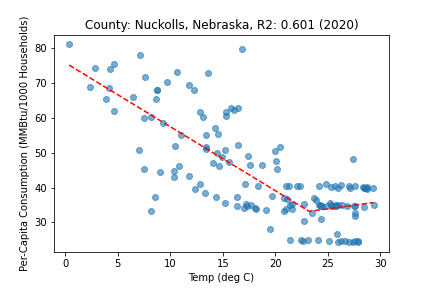 County: Nuckolls, Nebraska, R2: 0.601 (2020)
Per-Capita Consumption (MMBtu/1000 Households)
80
70
60
50
40
30
0 5 10 15 20 25 30
Temp (deg C)